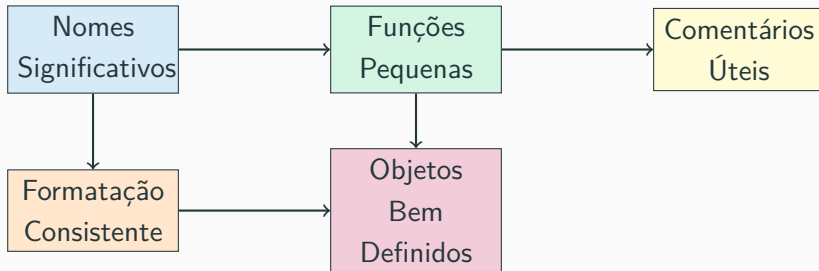 Nomes
Significativos
Funções
Pequenas
Comentários
Úteis
Formatação
Consistente
Objetos
Bem
Definidos